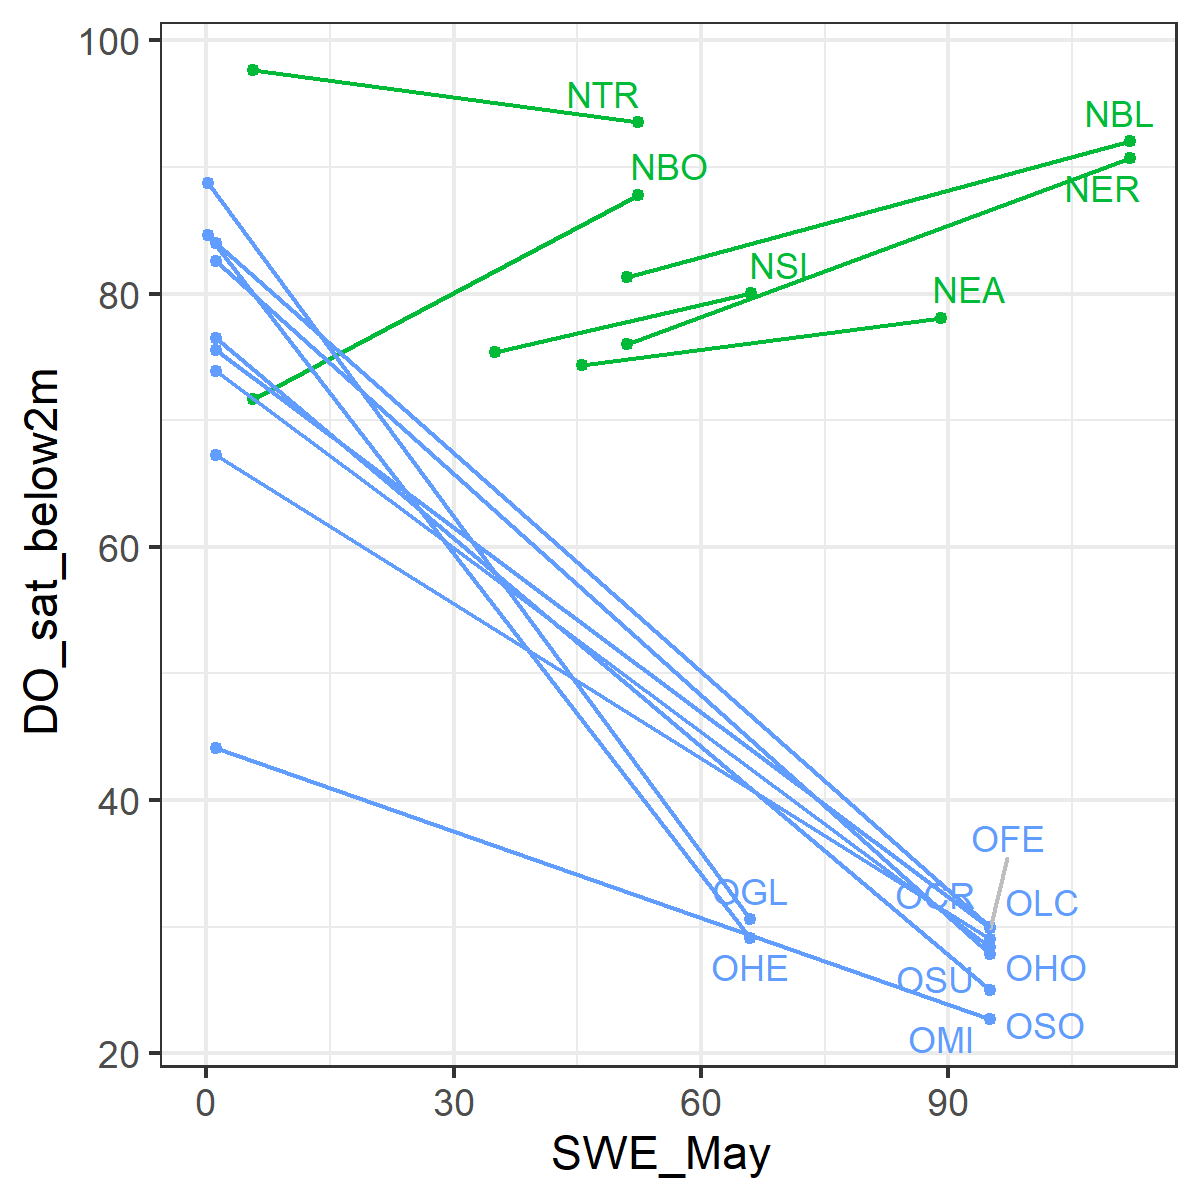 100
80
60
40
20
DO_sat_below2m
NTR
NBL
NBO
NER
NSI
NEA
OFE
OGL
OCR
OLC
OHE
OHO
OSU
OSO
OMI
0
30
60
90
SWE_May